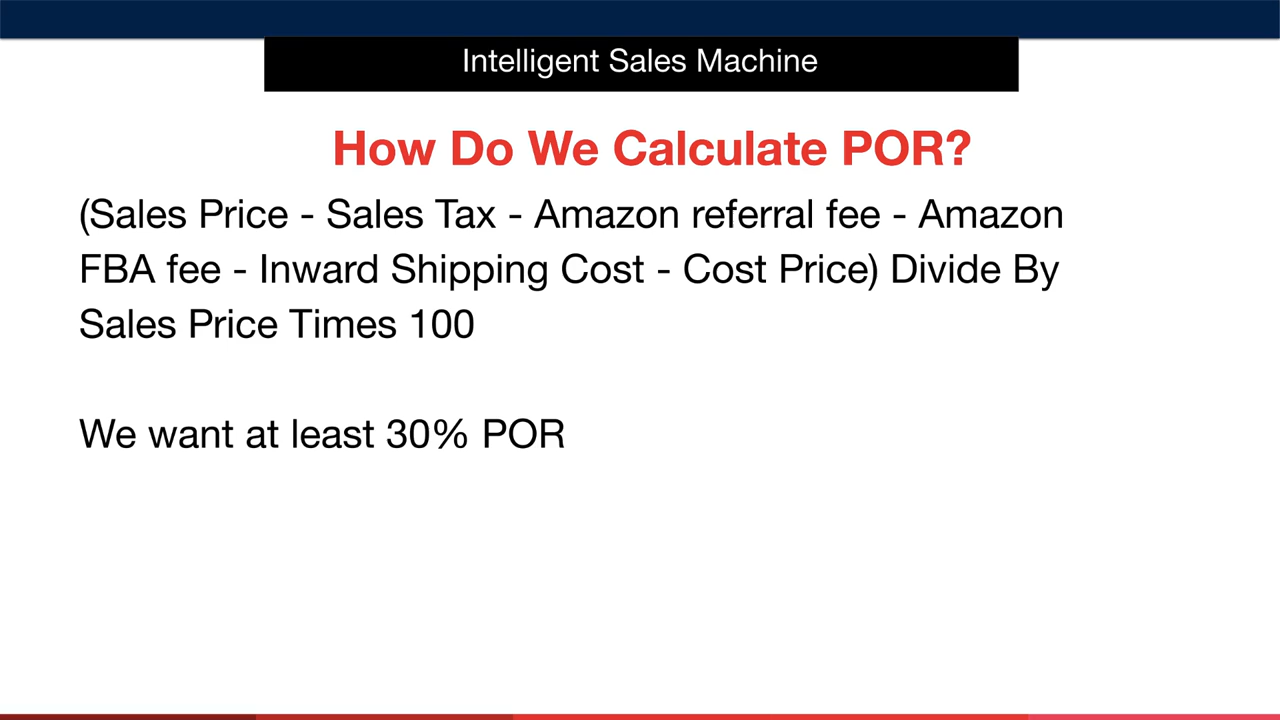 Intelligent Sales Machine
How Do We Calculate POR?
(Sales Price - Sales Tax - Amazon referral fee - Amazon
FBA fee - Inward Shipping Cost - Cost Price) Divide By
Sales Price Times 100
We want at least 30% POR